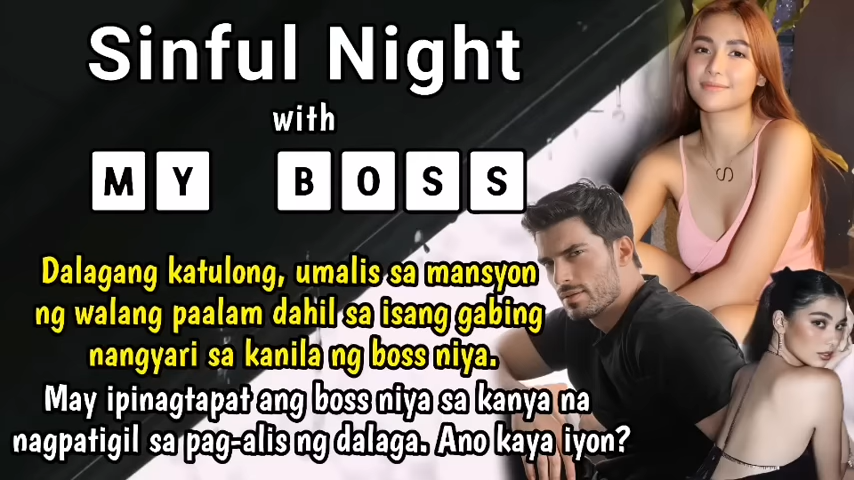 Sinful Night
with
MY BOSS
Dalagang katulong, umalis sa mansyon
ng walang paalam dahil sa isang gabing
nangyari sa kanila ng boss niya.
May ipinagtapat ang boss niya sa kanya na
nagpatigil sa pag-alis ng dalaga. Ano kaya iyon?
S